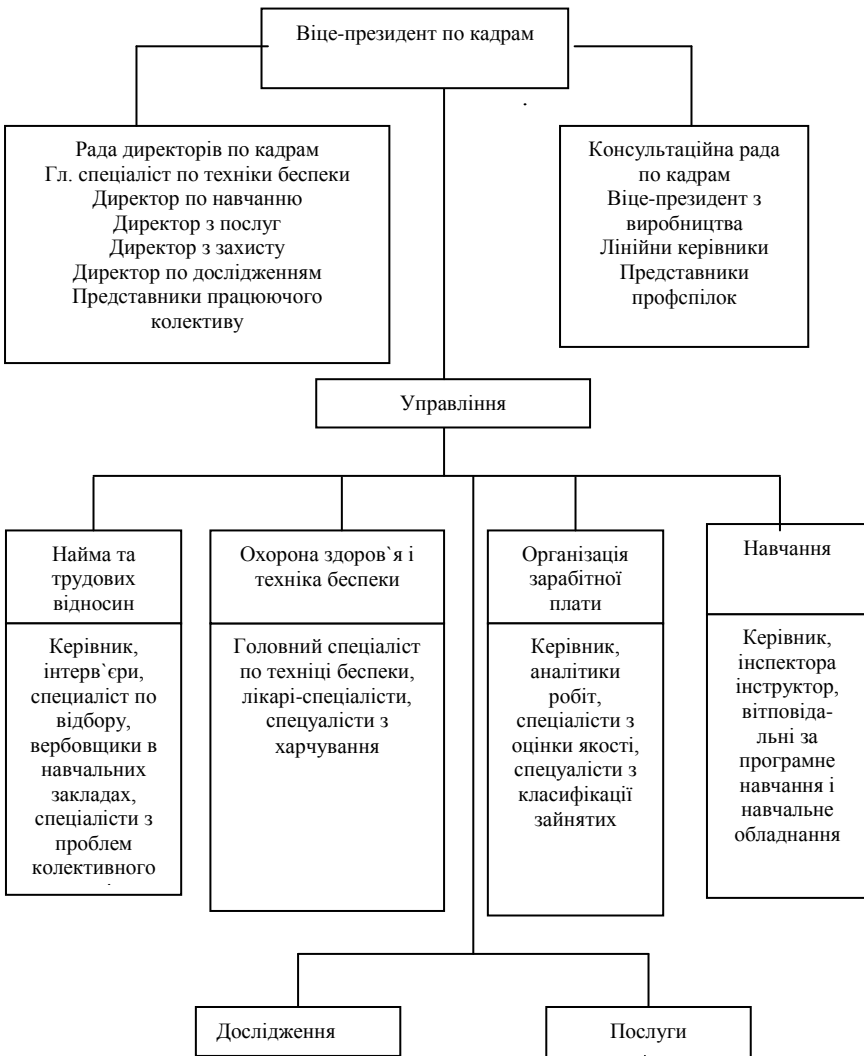 Віце-президент по кадрам
Рада директорів по кадрам
Гл. спеціаліст по техніки беспеки
Директор по навчанню
Директор з послуг
Директор з захисту
Директор по дослідженням
Представники працюючого
колективу
Консультаційна рада
по кадрам
Віце-президент з
виробництва
Лінійни керівники
Представники
профспілок
Управління
Найма та
трудових
відносин
Керівник,
інтерв`єри,
специаліст по
відбору,
вербовщики в
навчальних
закладах,
спеціалісти з
проблем
колективного
Охорона здоров`я і
техніка беспеки
Головний спеціаліст
по техніці беспеки,
лікарі-спеціалісти,
спецуалісти з
харчування
Організація
зарабітної
плати
Керівник,
аналітики
робіт,
спеціалісти з
оцінки якості,
спецуалісти з
класифікації
зайнятих
Навчання
Керівник,
інспектора
інструктор,
вітповіда-
льні за
програмне
навчання і
навчальне
обладнання
Дослідження
Послуги